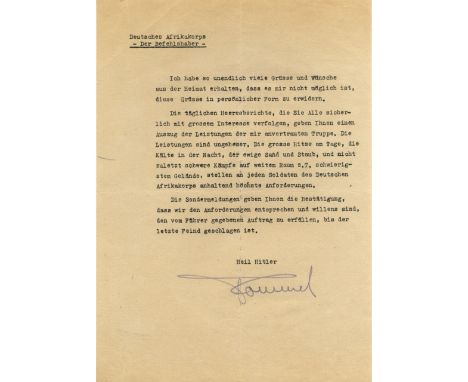 Deutsches Afrikakorps
- Der Befehlshaber -
Ich habe so unendlich viele Grüsse und Wünsche
aus der Heimat erhalten, dass es mir nicht möglich ist,
diese Grüsse in persönlicher Form zu erwidern.
Die täglichen Heeresberichte, die Sie Alle sicher-
lich mit grossem Interesse verfolgen, geben Ihnen einen
Auszug der Leistungen der mir anvertrauten Truppe. Die
Leistungen sind ungeheuer. Die grosse Hitze am Tage, die
Kälte in der Nacht, der ewige Sand und Staub, und nicht
zuletzt schwere Kämpfe auf weiten Raum z.T. schwierig-
sten Geländs, stellen an jeden Soldaten des Deutschen
Afrikakorps anhaltend höchste Anforderungen.
Die Sondermeldungen geben Ihnen die Bestätigung,
dass wir den Anforderungen entsprechen und willens sind,
den vom Führer gegebenen Auftrag zu erfüllen, bis der
letzte Feind geschlagen ist.
Heil Hitler
Rommel